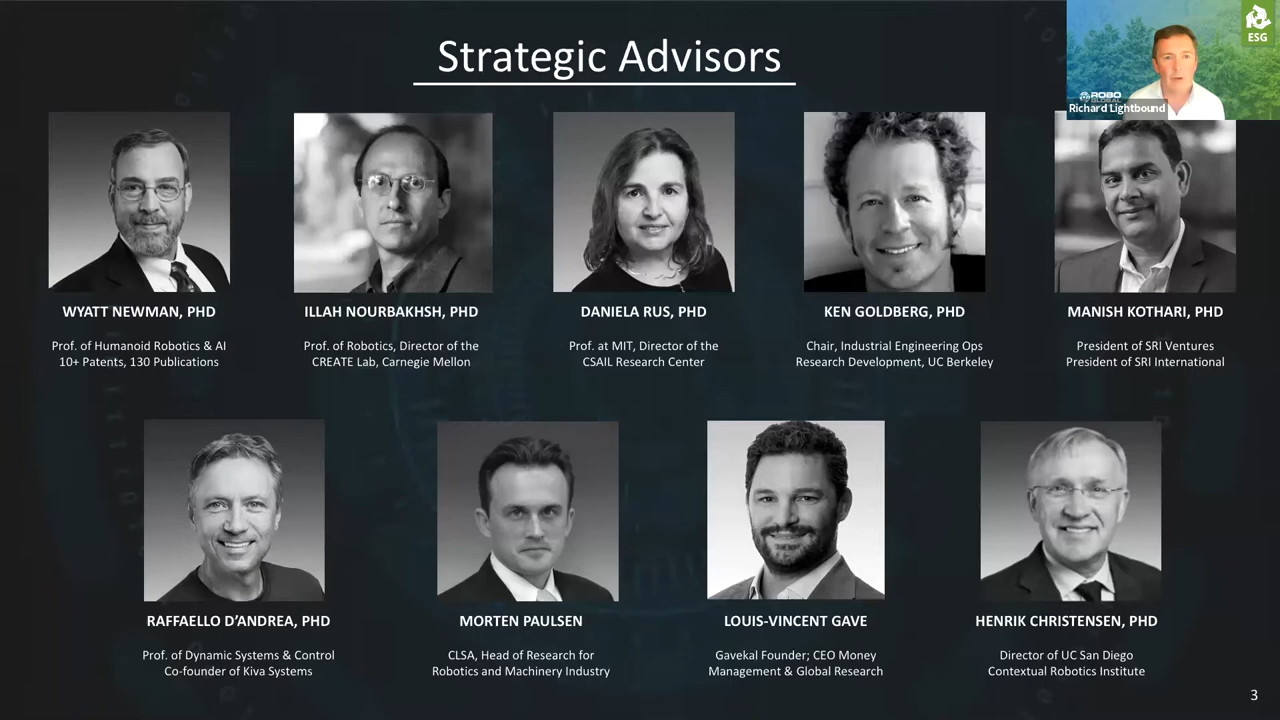 Strategic Advisors
ESG
ROBO
GLOBAL
Richard Lightbound
WYATT NEWMAN, PHD
Prof. of Humanoid Robotics & AI
10+ Patents, 130 Publications
ILLAH NOURBAKHSH, PHD
Prof. of Robotics, Director of the
CREATE Lab, Carnegie Mellon
DANIELA RUS, PHD
Prof. at MIT, Director of the
CSAIL Research Center
KEN GOLDBERG, PHD
Chair, Industrial Engineering Ops
Research Development, UC Berkeley
MANISH KOTHARI, PHD
President of SRI Ventures
President of SRI International
RAFFAELLO D’ANDREA, PHD
Prof. of Dynamic Systems & Control
Co-founder of Kiva Systems
MORTEN PAULSEN
CLSA, Head of Research for
Robotics and Machinery Industry
LOUIS-VINCENT GAVE
Gavekal Founder; CEO Money
Management & Global Research
HENRIK CHRISTENSEN, PHD
Director of UC San Diego
Contextual Robotics Institute
3